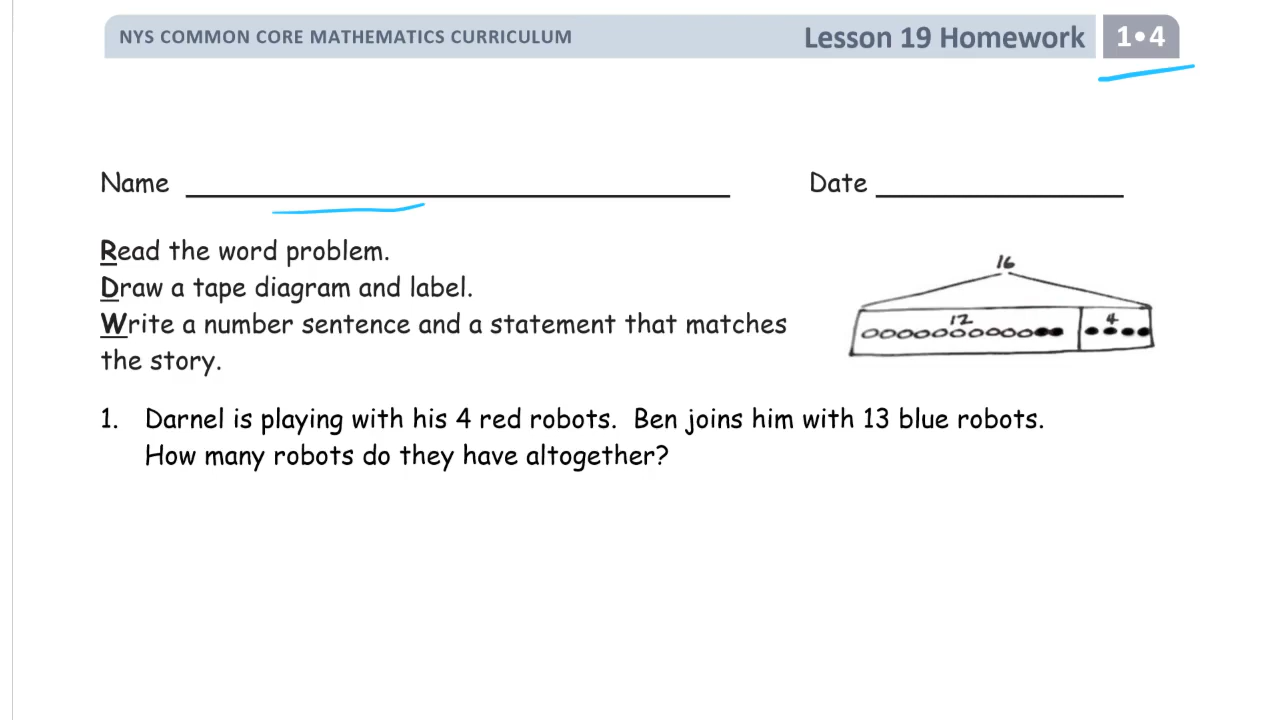 NYS COMMON CORE MATHEMATICS CURRICULUM Lesson 19 Homework 1•4
Name Date
Read the word problem.
Draw a tape diagram and label.
Write a number sentence and a statement that matches
the story.
16
12 4
1. Darnel is playing with his 4 red robots. Ben joins him with 13 blue robots.
How many robots do they have altogether?